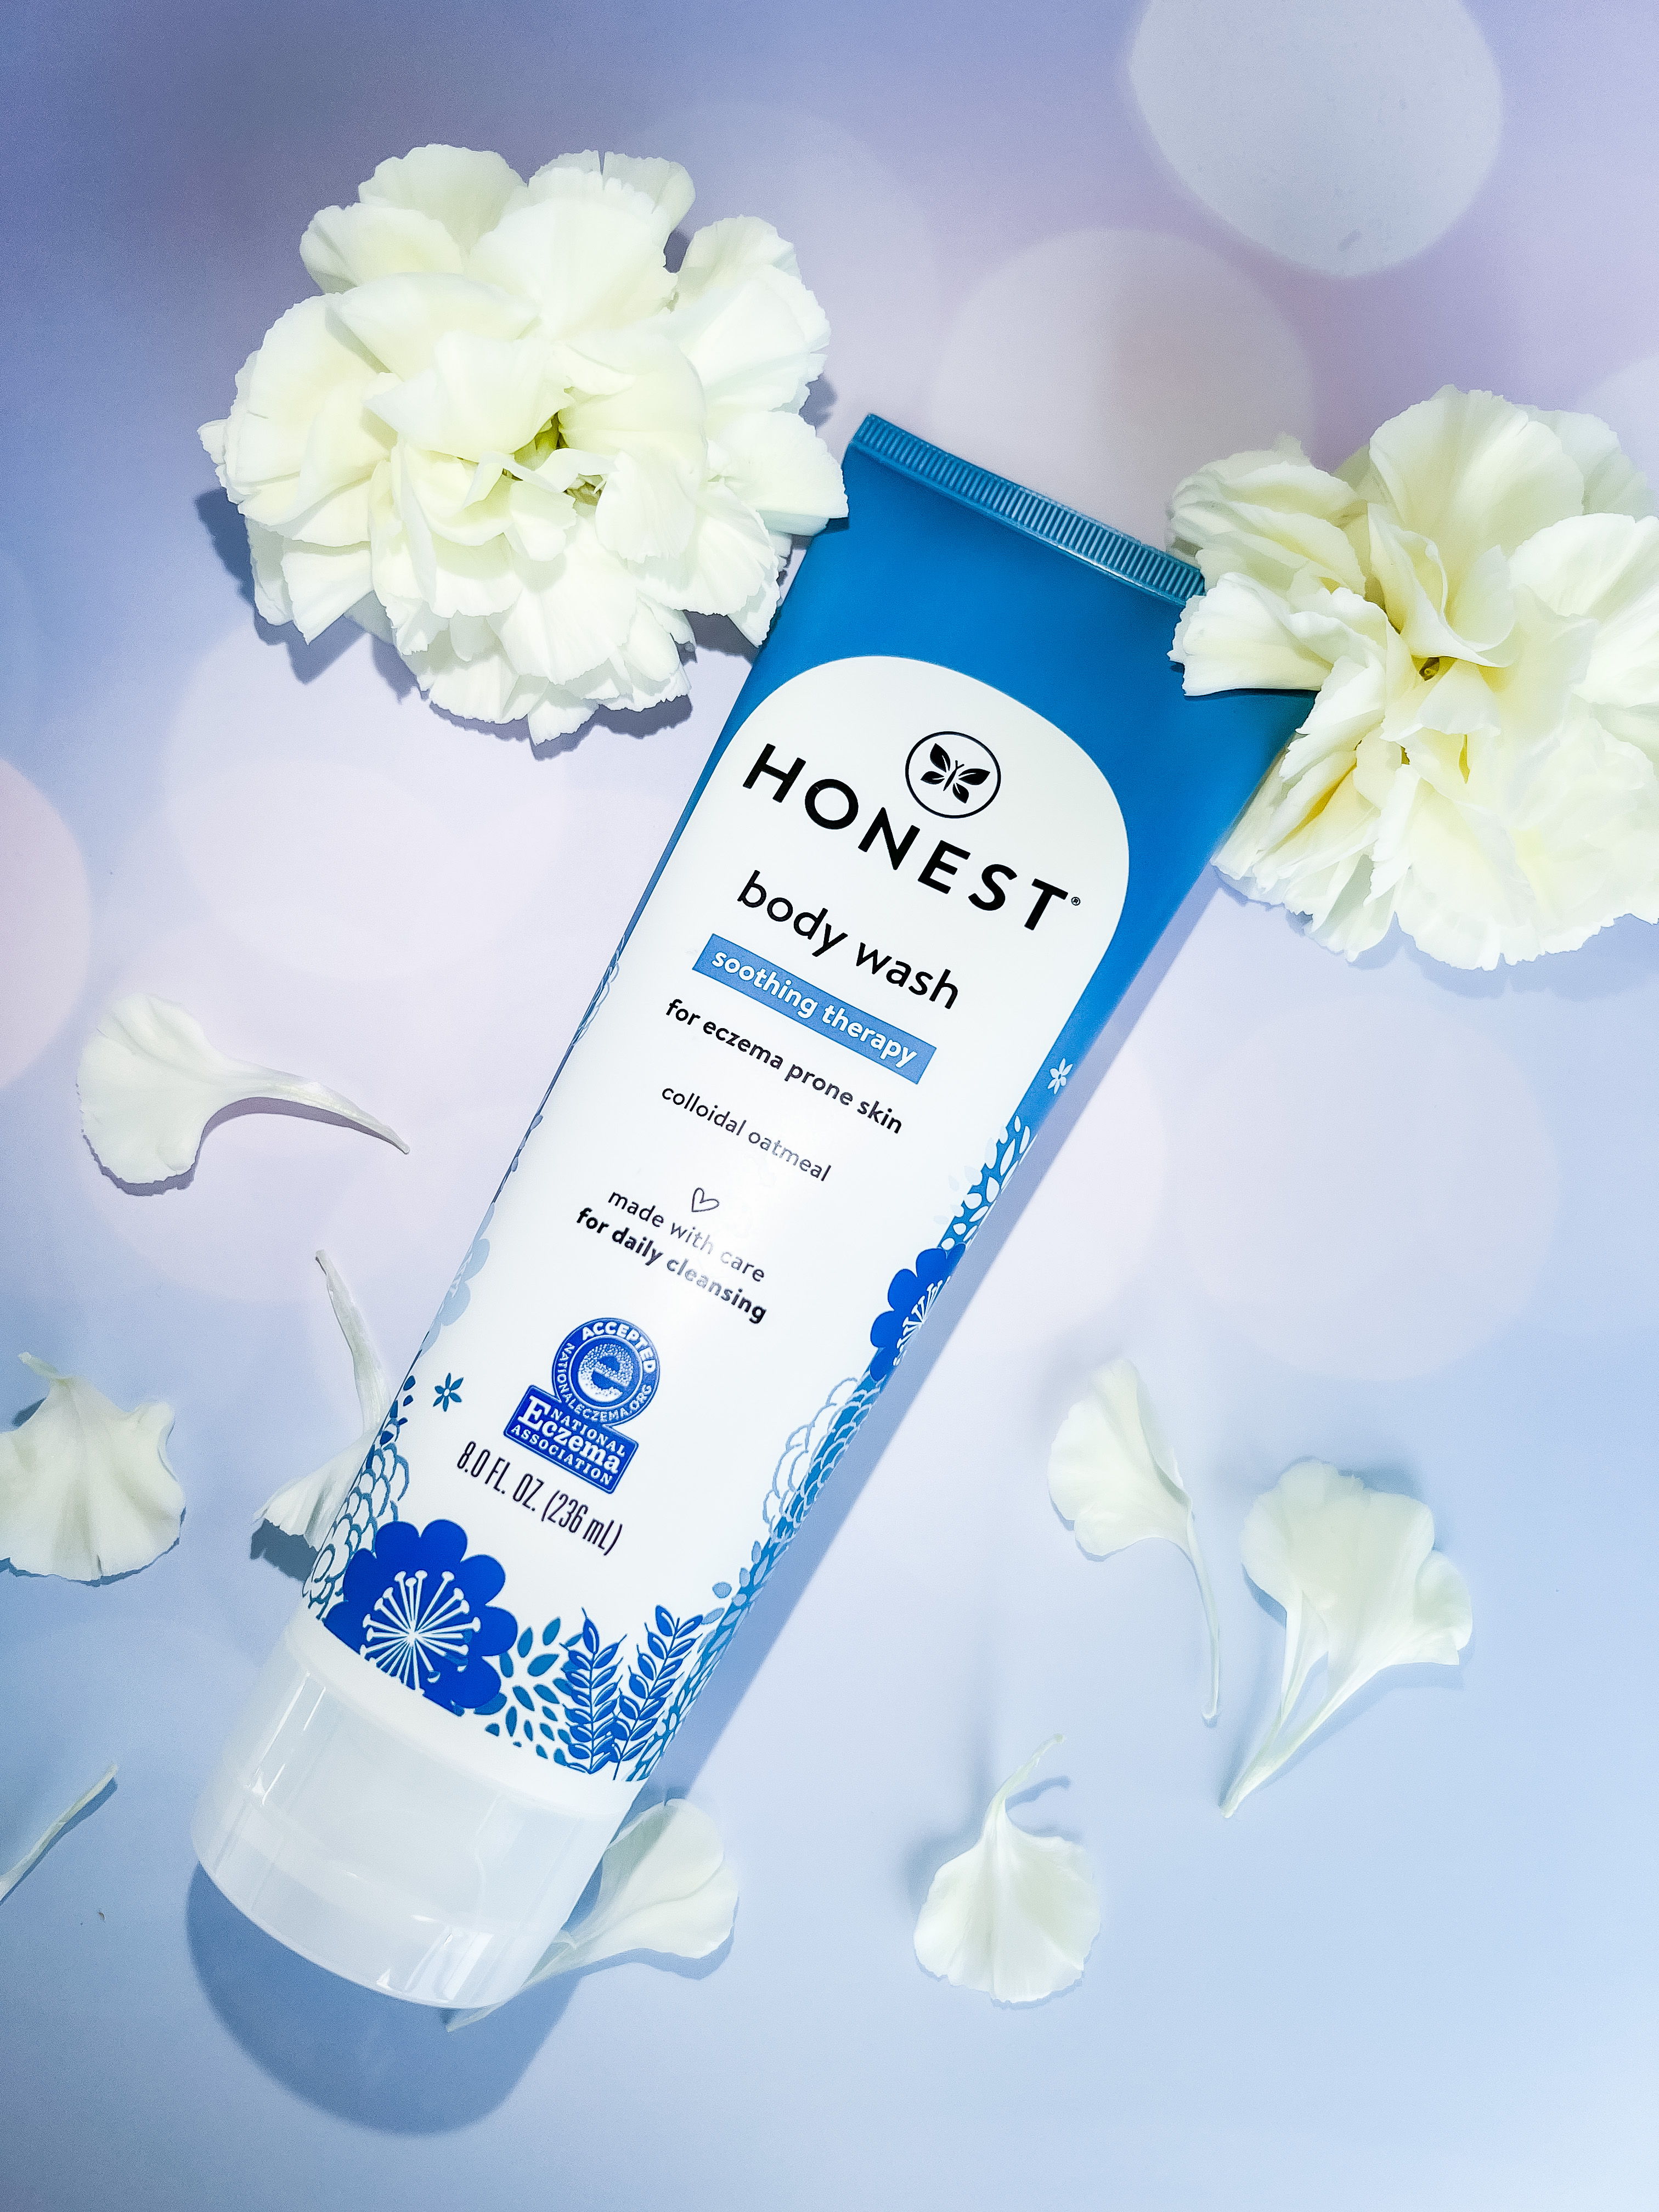 HONEST®
body wash
soothing therapy
for eczema prone skin
colloidal oatmeal
made with care
for daily cleansing
ACCEPTED
NATIONALECZEMA.ORG
NATIONAL
Eczema
ASSOCIATION
8.0 FL. OZ. (236 mL)